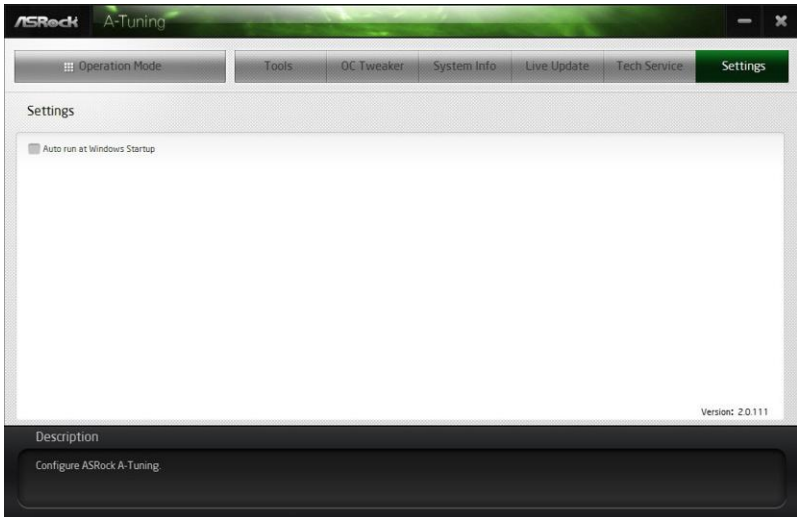 ASRock A-Tuning
Operation Mode Tools OC Tweaker System Info Live Update Tech Service Settings
Settings
Auto run at Windows Startup
Version: 2.0.111
Description
Configure ASRock A-Tuning.